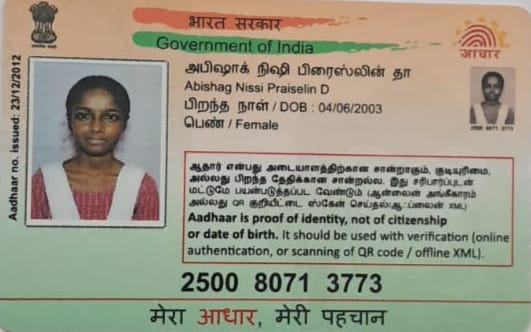 भारत सरकार
Government of India
आधार
Aadhaar no. issued: 23/12/2012
அபிஷாக் நிஷி பிரைஸ்லின் தா
Abishag Nissi Praiselin D
பிறந்த நாள் / DOB : 04/06/2003
பெண் / Female
2500 8071 3773
ஆதார் என்பது அடையாளத்திற்கான சான்றாகும், குடியுரிமை,
அல்லது பிறந்த தேதிக்கான சான்றல்ல. இது சரிபார்ப்புடன்
மட்டுமே பயன்படுத்தப்பட வேண்டும் (ஆன்லைன் அங்கீகாரம்
அல்லது QR குறியீட்டை ஸ்கேன் செய்தல்/ஆஃப்லைன் XML)
Aadhaar is proof of identity, not of citizenship
or date of birth. It should be used with verification (online
authentication, or scanning of QR code / offline XML).
2500 8071 3773
मेरा आधार, मेरी पहचान